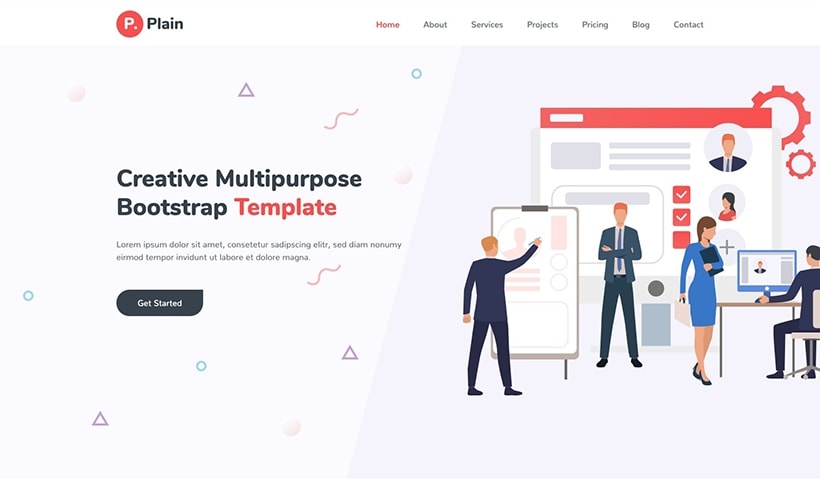 P. Plain
Home About Services Projects Pricing Blog Contact
Creative Multipurpose
Bootstrap Template
Lorem ipsum dolor sit amet, consetetur sadipscing elitr, sed diam nonumy
eirmod tempor invidunt ut labore et dolore magna.
Get Started